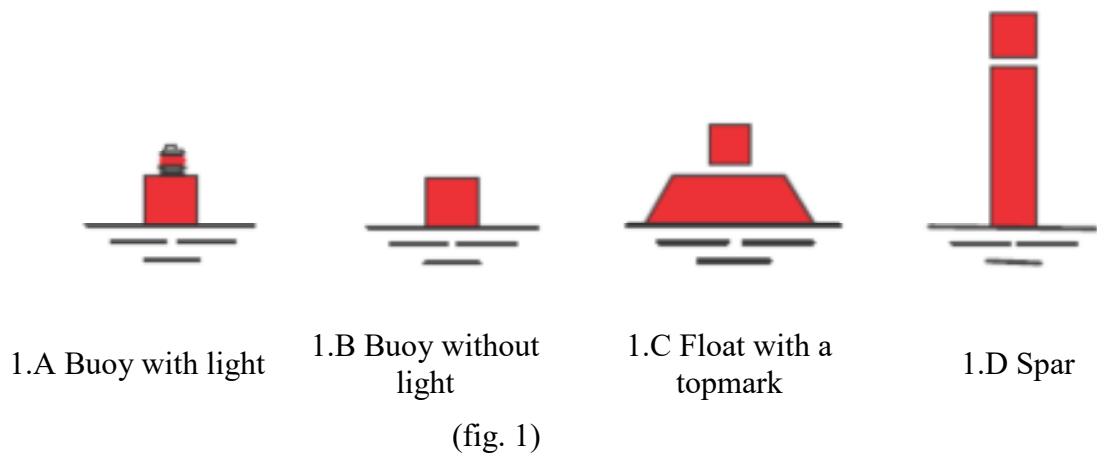 1.A Buoy with light
1.B Buoy without
light
1.C Float with a
topmark
1.D Spar
(fig. 1)